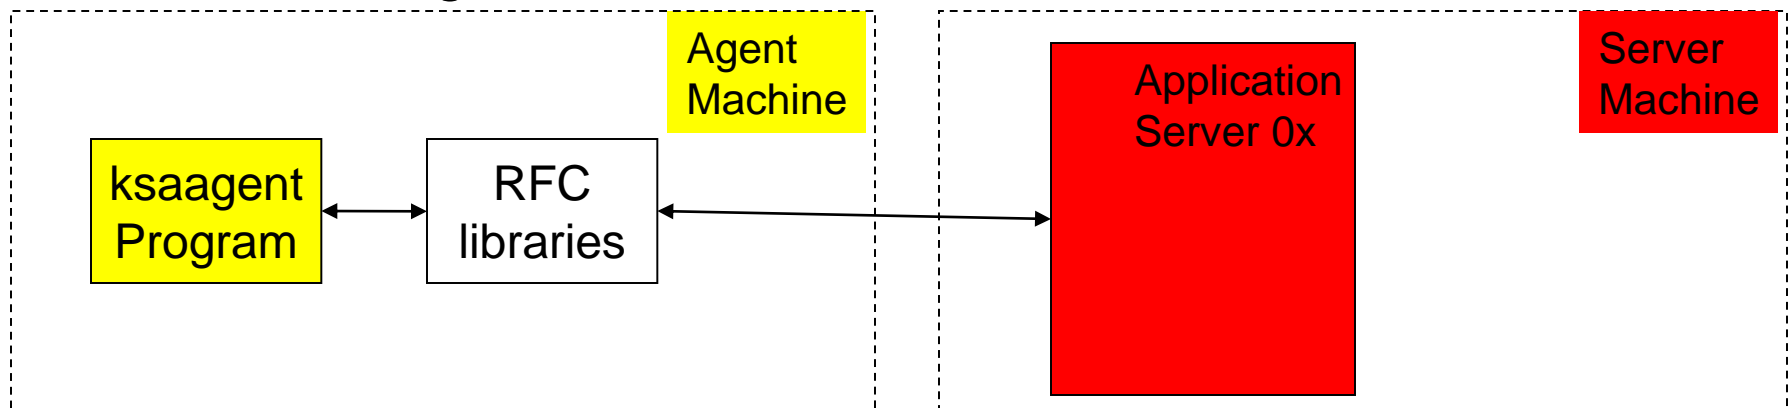 Agent
Machine
ksaagent
Program
RFC
libraries
Application
Server 0x
Server
Machine